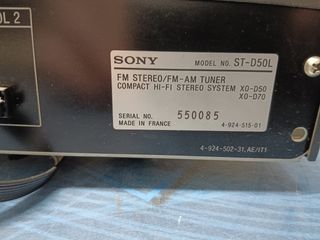 OL 2
SONY MODEL NO. ST-D50L
FM STEREO/FM-AM TUNER
COMPACT HI-FI STEREO SYSTEM XO-D50
XO-D70
SERIAL NO. 550085
MADE IN FRANCE 4-924-515-01
4-924-502-31, AE/IT1